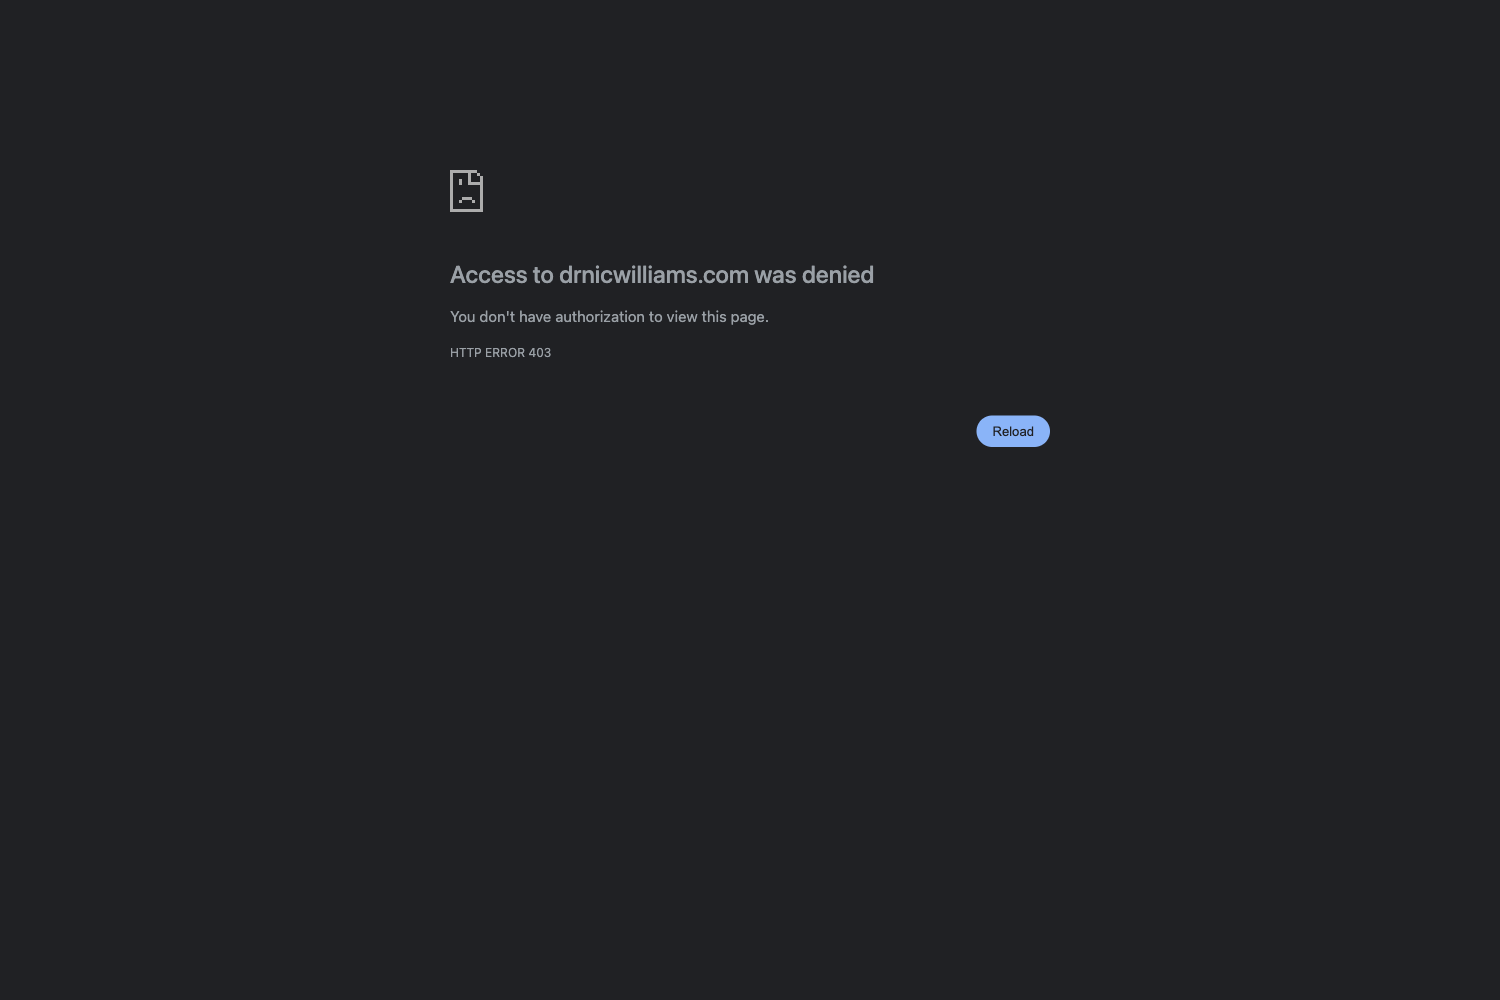 Access to drnicwilliams.com was denied
You don't have authorization to view this page.
HTTP ERROR 403
Reload